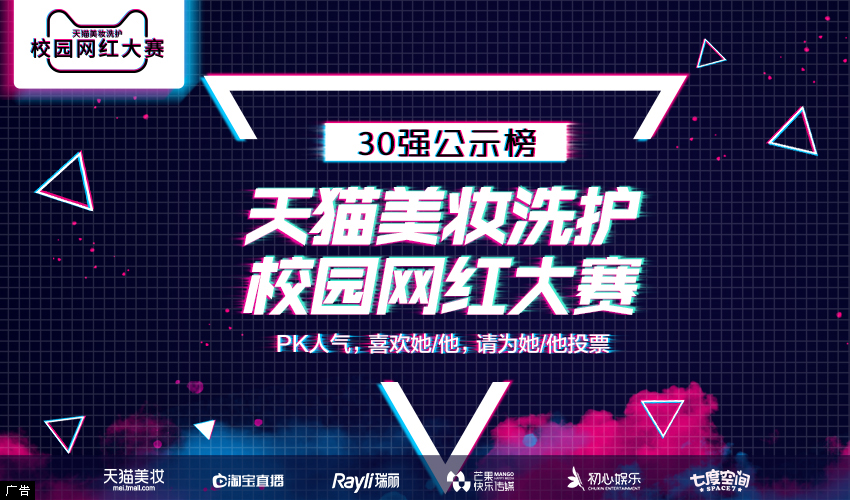 天猫美妆洗护
校园网红大赛
30强公示榜
天猫美妆洗护
校园网红大赛
PK人气，喜欢她/他，请为她/他投票
天猫美妆
mei.tmall.com
淘宝直播
Rayli瑞丽
芒果 MANGO
HAPPY MEDIA
快乐传媒
初心娱乐
CHUXIN ENTERTAINMENT
七度空间
SPACE7
广告